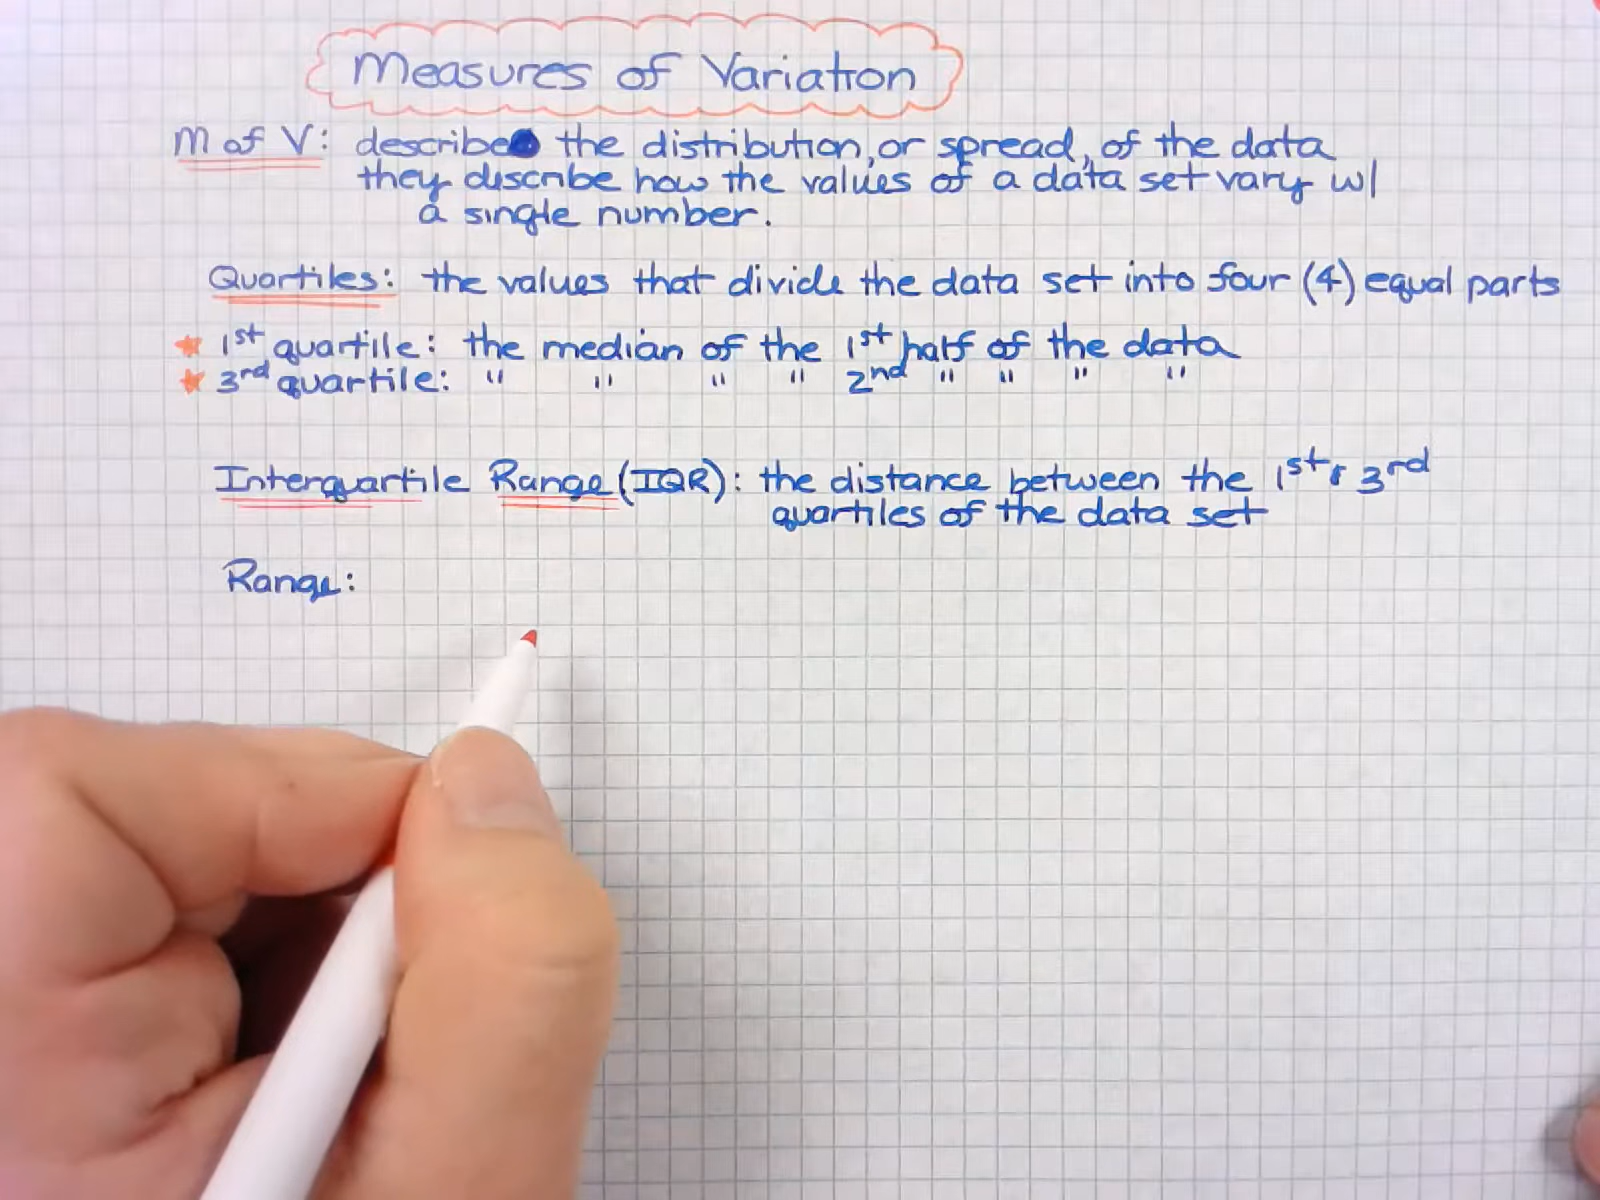 Measures of Variation
M of V: describe the distribution, or spread, of the data
they describe how the values of a data set vary w/
a single number.
Quartiles: the values that divide the data set into four (4) equal parts
1st quartile: the median of the 1st half of the data
3rd quartile: " " " " 2nd " " " "
Interquartile Range (IQR): the distance between the 1st & 3rd
quartiles of the data set
Range: